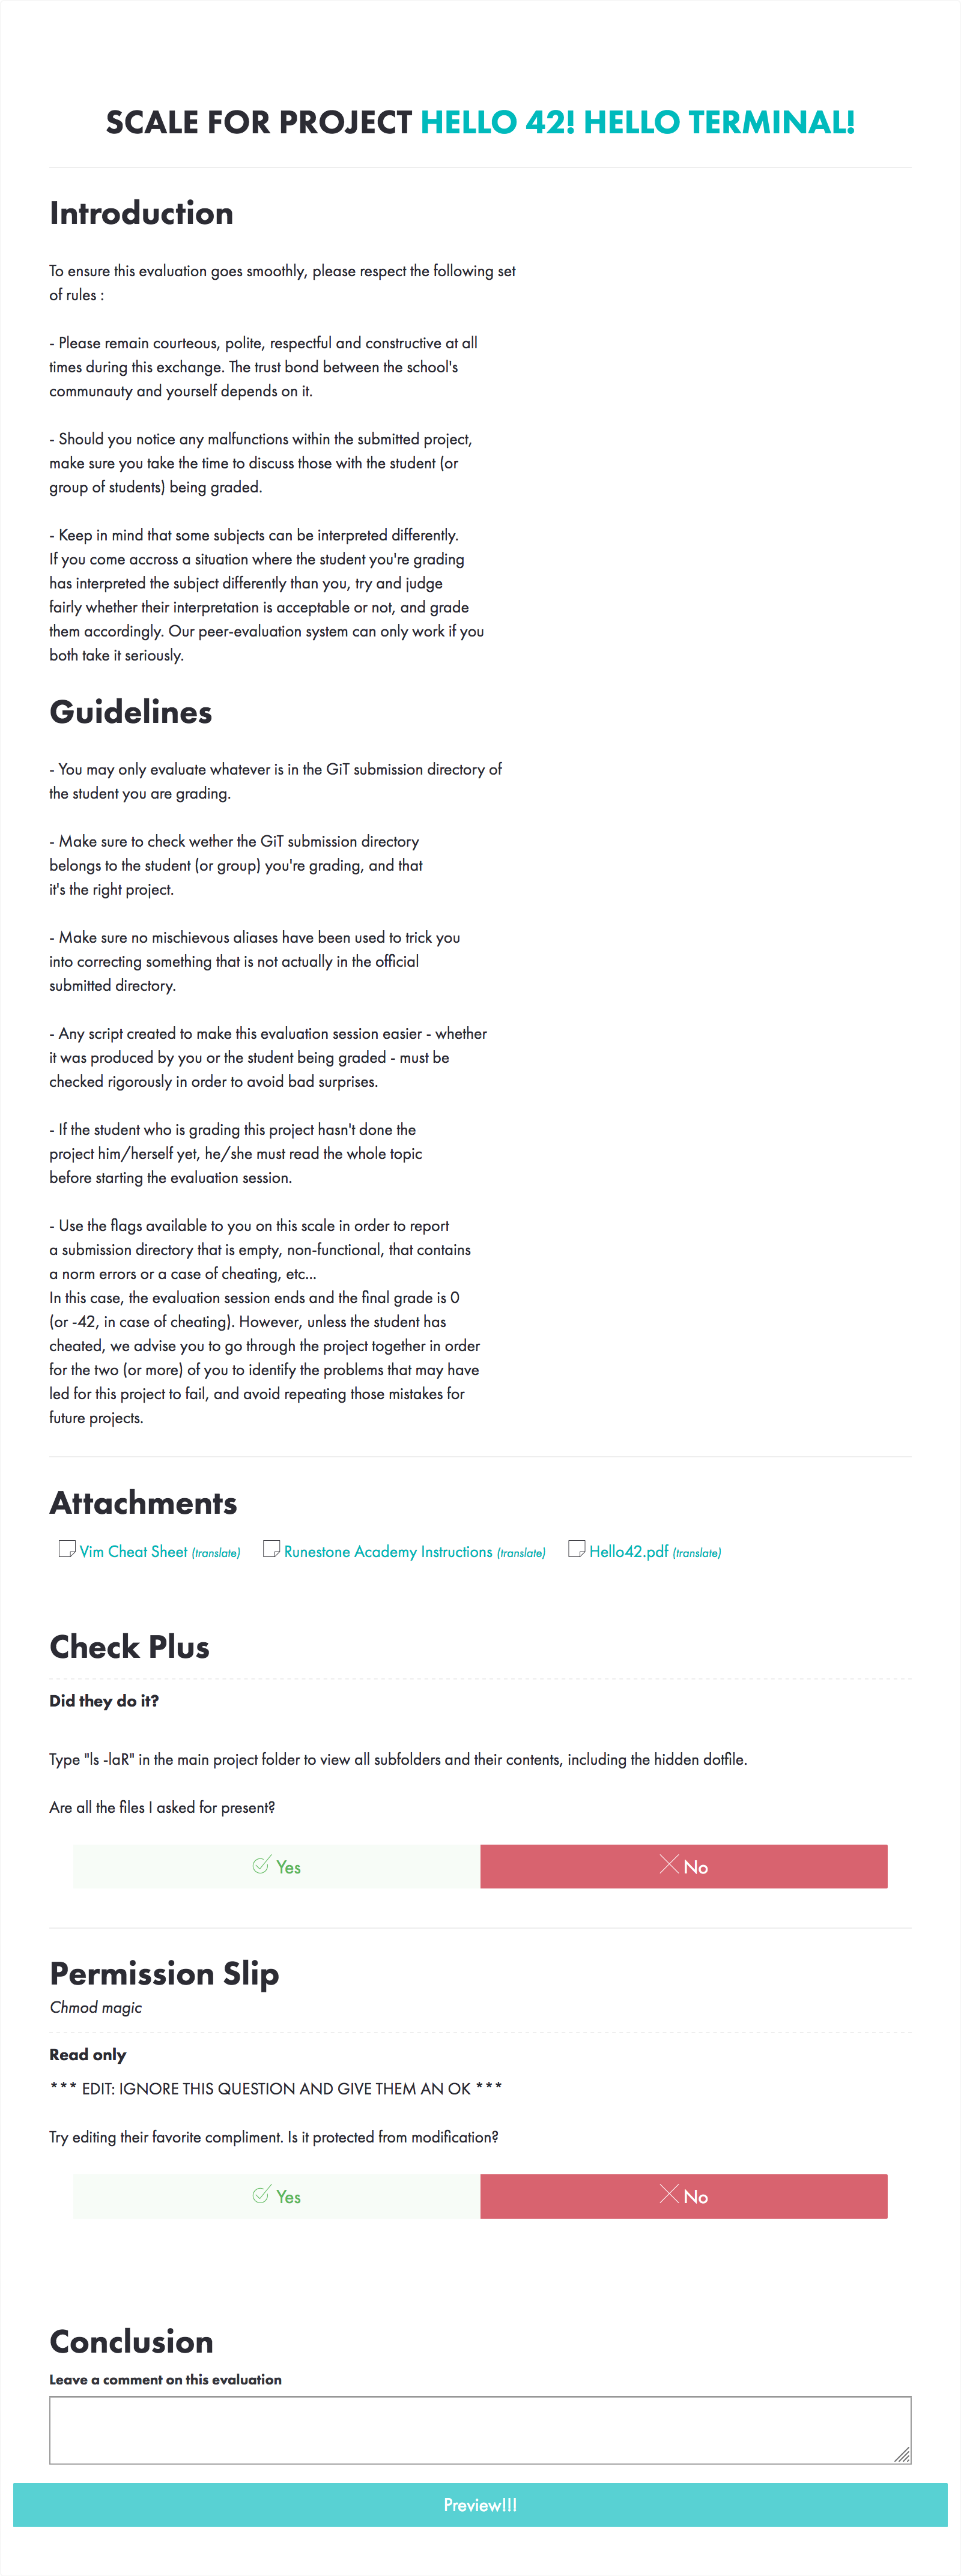 SCALE FOR PROJECT HELLO 42! HELLO TERMINAL!
Introduction
To ensure this evaluation goes smoothly, please respect the following set
of rules :
- Please remain courteous, polite, respectful and constructive at all
times during this exchange. The trust bond between the school's
communauty and yourself depends on it.
- Should you notice any malfunctions within the submitted project,
make sure you take the time to discuss those with the student (or
group of students) being graded.
- Keep in mind that some subjects can be interpreted differently.
If you come accross a situation where the student you're grading
has interpreted the subject differently than you, try and judge
fairly whether their interpretation is acceptable or not, and grade
them accordingly. Our peer-evaluation system can only work if you
both take it seriously.
Guidelines
- You may only evaluate whatever is in the GiT submission directory of
the student you are grading.
- Make sure to check wether the GiT submission directory
belongs to the student (or group) you're grading, and that
it's the right project.
- Make sure no mischievous aliases have been used to trick you
into correcting something that is not actually in the official
submitted directory.
- Any script created to make this evaluation session easier - whether
it was produced by you or the student being graded - must be
checked rigorously in order to avoid bad surprises.
- If the student who is grading this project hasn't done the
project him/herself yet, he/she must read the whole topic
before starting the evaluation session.
- Use the flags available to you on this scale in order to report
a submission directory that is empty, non-functional, that contains
a norm errors or a case of cheating, etc...
In this case, the evaluation session ends and the final grade is 0
(or -42, in case of cheating). However, unless the student has
cheated, we advise you to go through the project together in order
for the two (or more) of you to identify the problems that may have
led for this project to fail, and avoid repeating those mistakes for
future projects.
Attachments
Vim Cheat Sheet (translate) Runestone Academy Instructions (translate) Hello42.pdf (translate)
Check Plus
Did they do it?
Type "ls -laR" in the main project folder to view all subfolders and their contents, including the hidden dotfile.
Are all the files I asked for present?
Yes No
Permission Slip
Chmod magic
Read only
*** EDIT: IGNORE THIS QUESTION AND GIVE THEM AN OK ***
Try editing their favorite compliment. Is it protected from modification?
Yes No
Conclusion
Leave a comment on this evaluation
Preview!!!